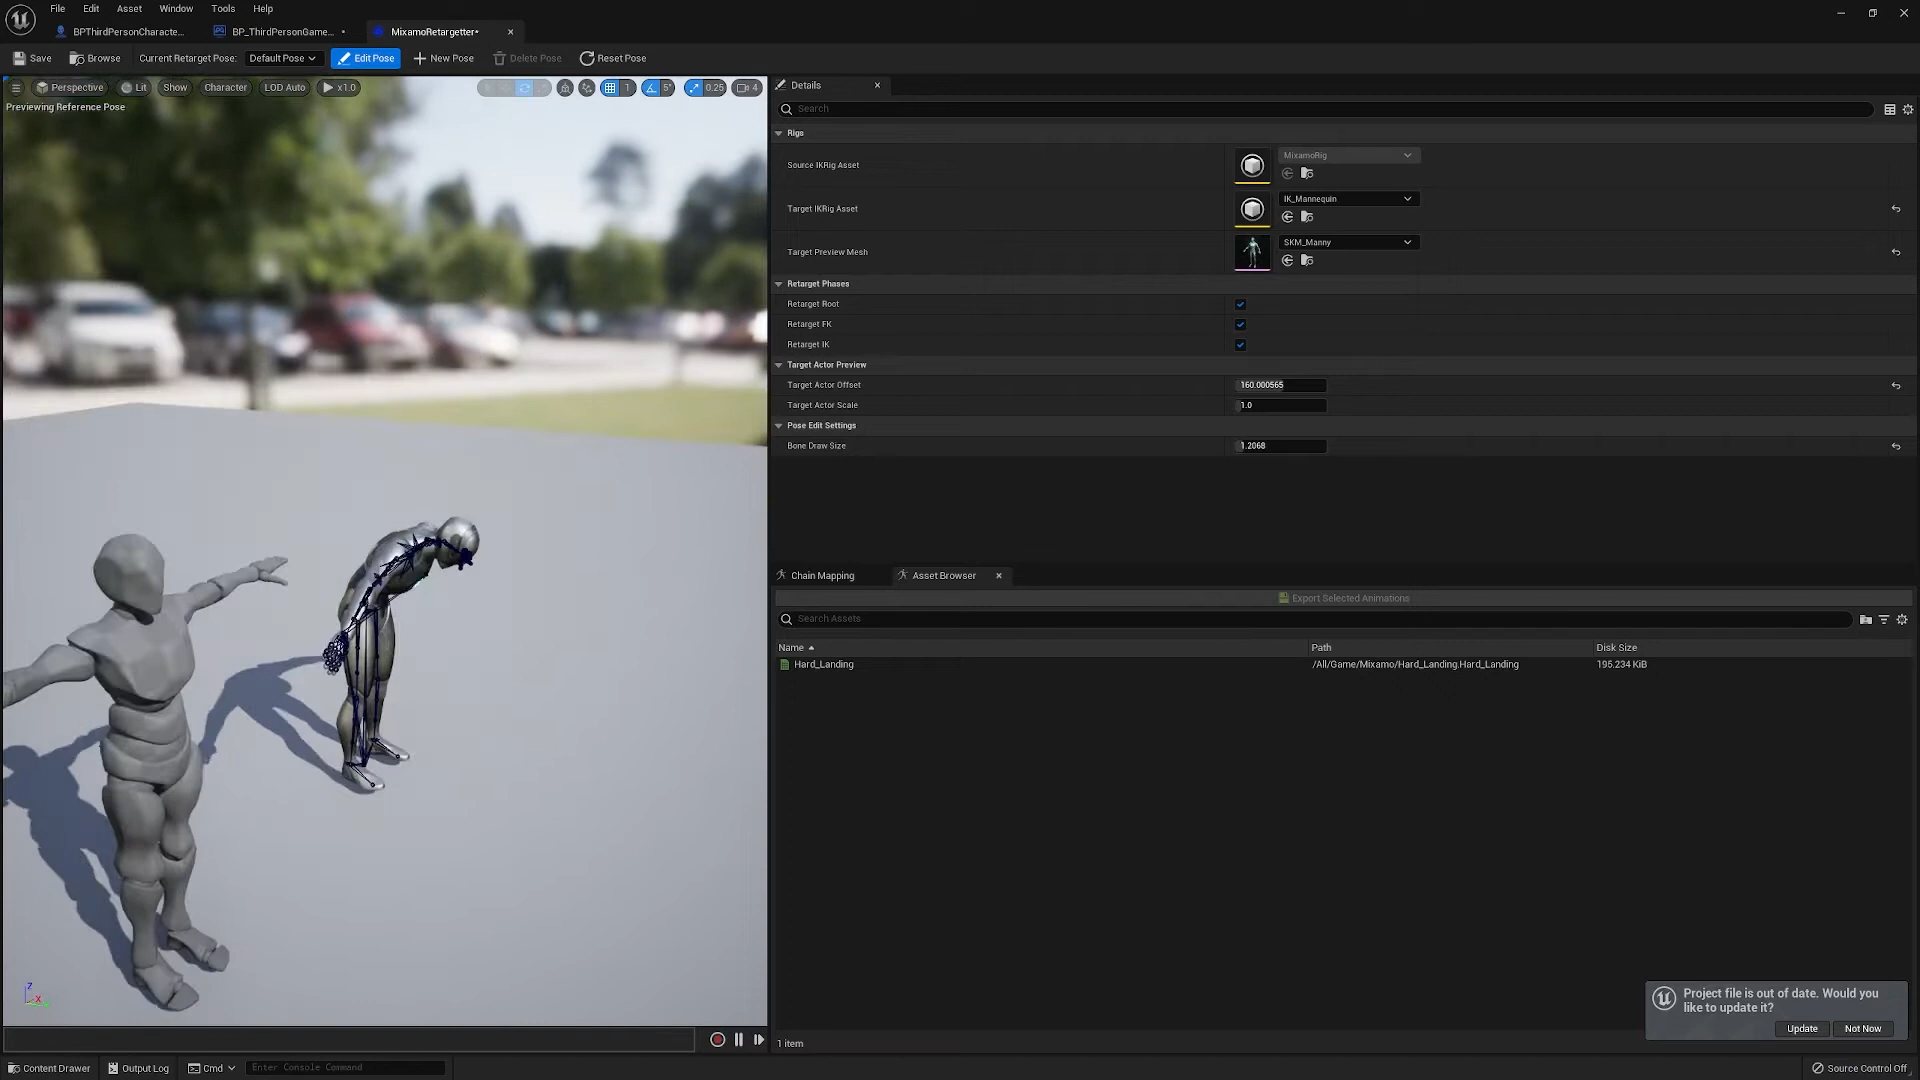 File Edit Asset Window Tools Help
BPThirdPersonCharacte... BP_ThirdPersonGame... • MixamoRetargetter•
Save Browse Current Retarget Pose: Default Pose Edit Pose New Pose Delete Pose Reset Pose
Perspective Lit Show Character LOD Auto x1.0 1 5° 0.25 4
Previewing Reference Pose
Details
Search
Rigs
Source IKRig Asset MixamoRig
Target IKRig Asset IK_Mannequin
Target Preview Mesh SKM_Manny
Retarget Phases
Retarget Root
Retarget FK
Retarget IK
Target Actor Preview
Target Actor Offset 160.000565
Target Actor Scale 1.0
Pose Edit Settings
Bone Draw Size 1.2068
Chain Mapping Asset Browser
Export Selected Animations
Search Assets
Name Path Disk Size
Hard_Landing /All/Game/Mixamo/Hard_Landing.Hard_Landing 195.234 KiB
Z
X
Project file is out of date. Would you
like to update it?
Update Not Now
1 item
Content Drawer Output Log Cmd Enter Console Command Source Control Off